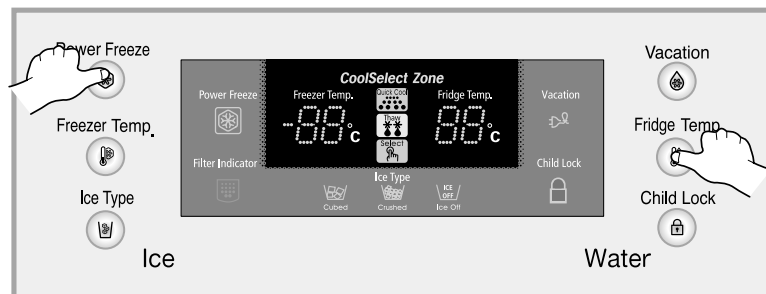 Power Freeze
Freezer Temp.
Ice Type
Ice
CoolSelect Zone
Power Freeze
Freezer Temp.
Quick Cool
Fridge Temp.
Vacation
-88°c
Thaw
88°c
Select
Filter Indicator
Ice Type
Child Lock
ICE
OFF
Cubed
Crushed
Ice Off
Vacation
Fridge Temp.
Child Lock
Water